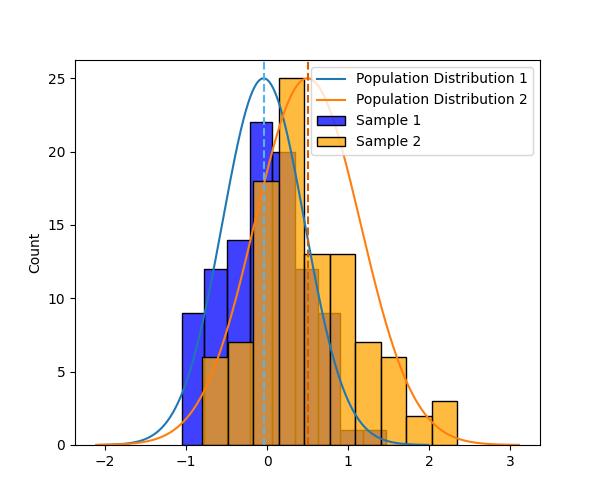 25
20
15
10
5
0
Count
Population Distribution 1
Population Distribution 2
Sample 1
Sample 2
−2
−1
0
1
2
3